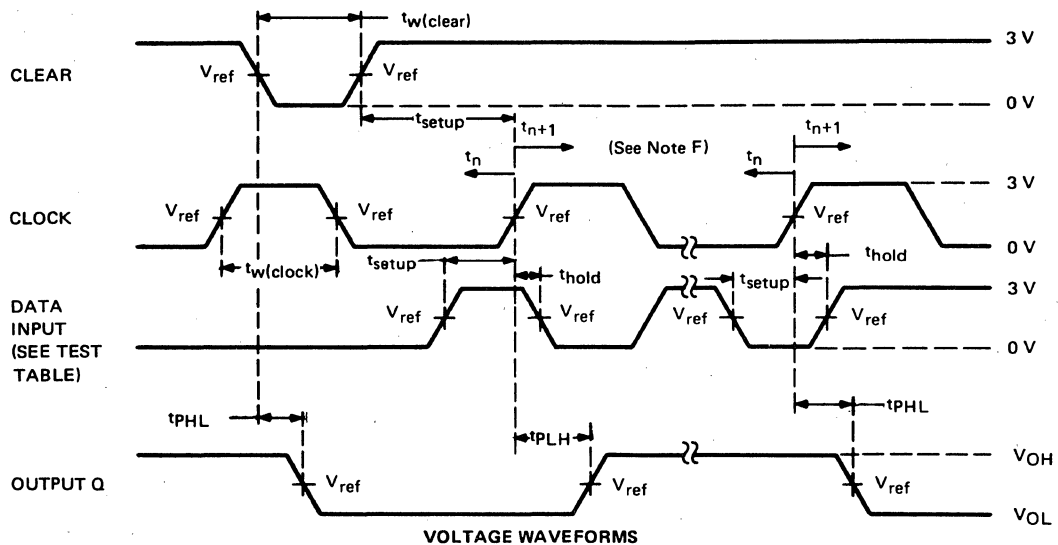 tw(clear)
3 V
CLEAR
Vref
Vref
0 V
tsetup
tn+1
(See Note F)
tn+1
tn
tn
3 V
CLOCK
Vref
Vref
Vref
Vref
0 V
tw(clock)
tsetup
thold
tsetup
thold
3 V
DATA
INPUT
(SEE TEST
TABLE)
Vref
Vref
Vref
Vref
0 V
tPHL
tPLH
tPHL
VOH
OUTPUT Q
Vref
Vref
Vref
VOL
VOLTAGE WAVEFORMS